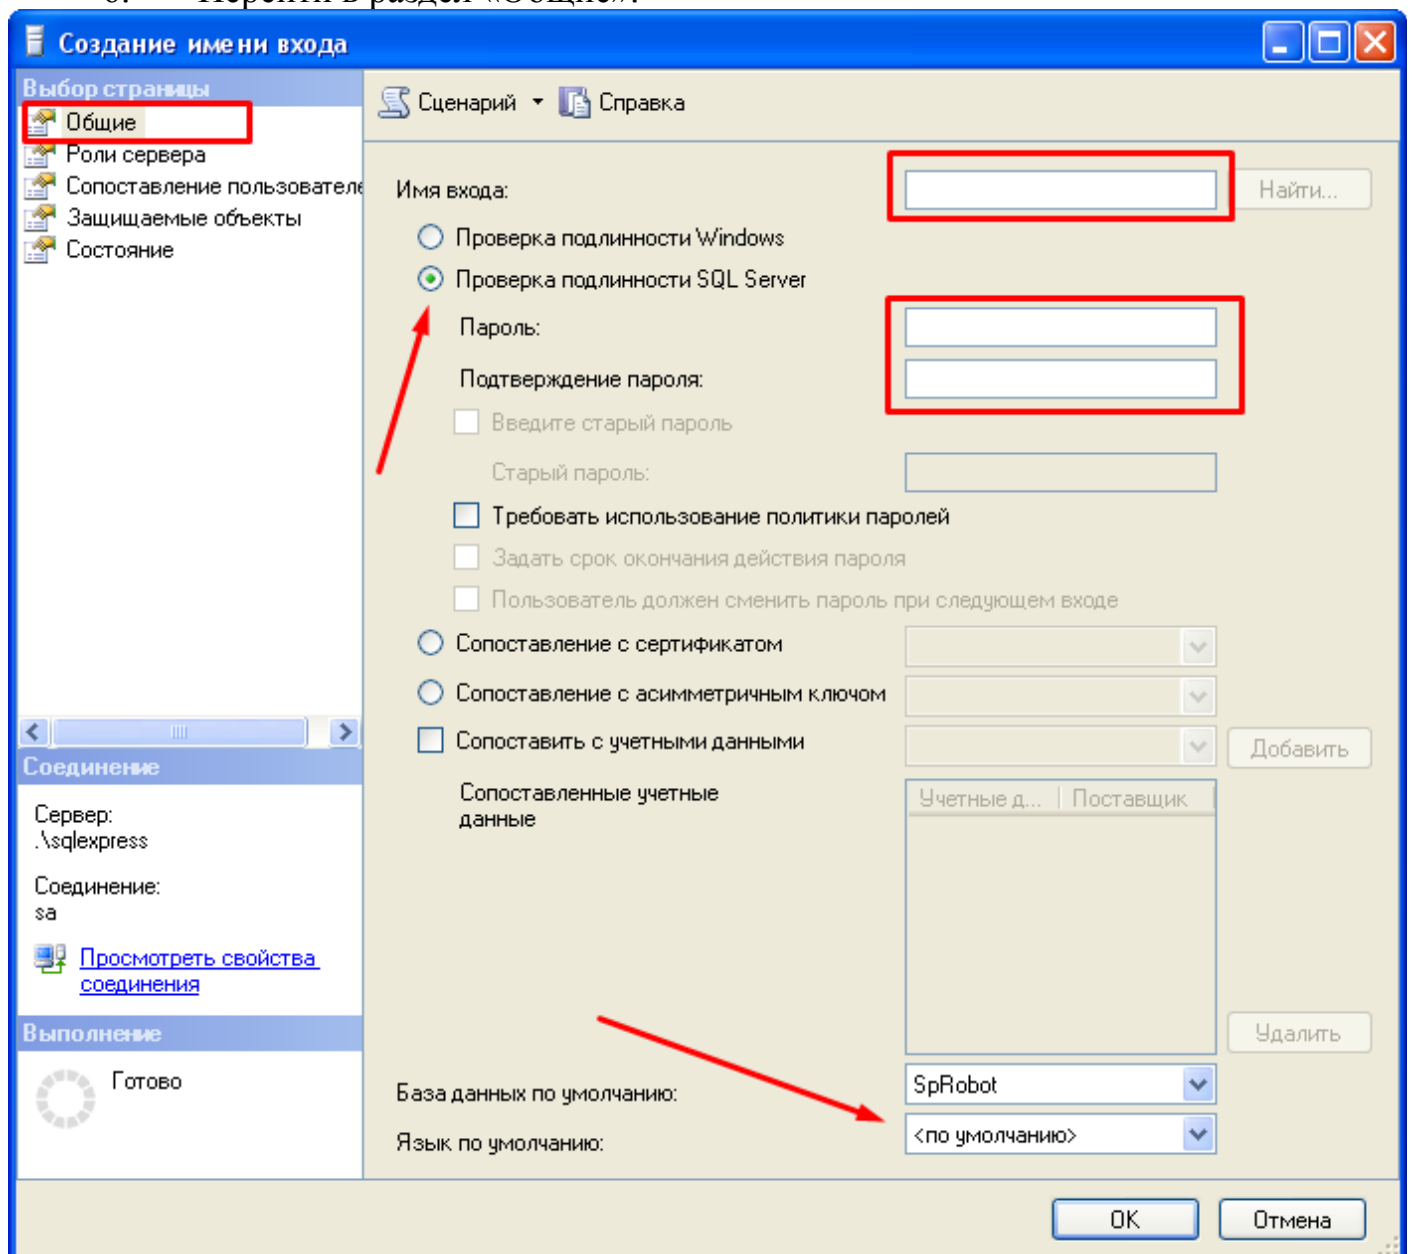 6. Перейти в раздел «Общие».
Создание имени входа
Выбор страницы
Общие
Роли сервера
Сопоставление пользователе
Защищаемые объекты
Состояние
Сценарий
Справка
Имя входа:
Найти...
Проверка подлинности Windows
Проверка подлинности SQL Server
Пароль:
Подтверждение пароля:
Введите старый пароль
Старый пароль:
Требовать использование политики паролей
Задать срок окончания действия пароля
Пользователь должен сменить пароль при следующем входе
Сопоставление с сертификатом
Сопоставление с асимметричным ключом
Сопоставить с учетными данными
Добавить
Сопоставленные учетные
данные
Учетные д... Поставщик
Удалить
База данных по умолчанию:
SpRobot
Язык по умолчанию:
<по умолчанию>
Соединение
Сервер:
.\sqlexpress
Соединение:
sa
Просмотреть свойства
соединения
Выполнение
Готово
OK
Отмена